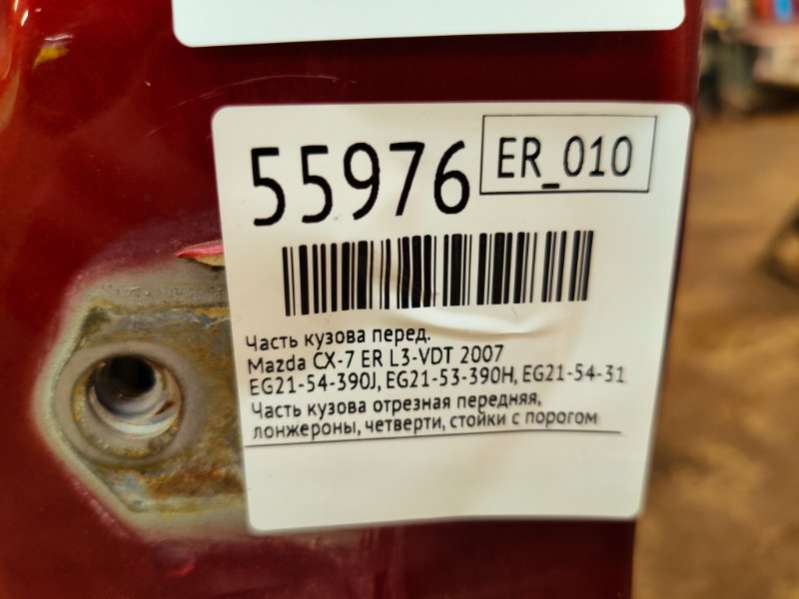 55976
ER_010
Часть кузова перед.
Mazda CX-7 ER L3-VDT 2007
EG21-54-390J, EG21-53-390H, EG21-54-31
Часть кузова отрезная передняя,
лонжероны, четверти, стойки с порогом